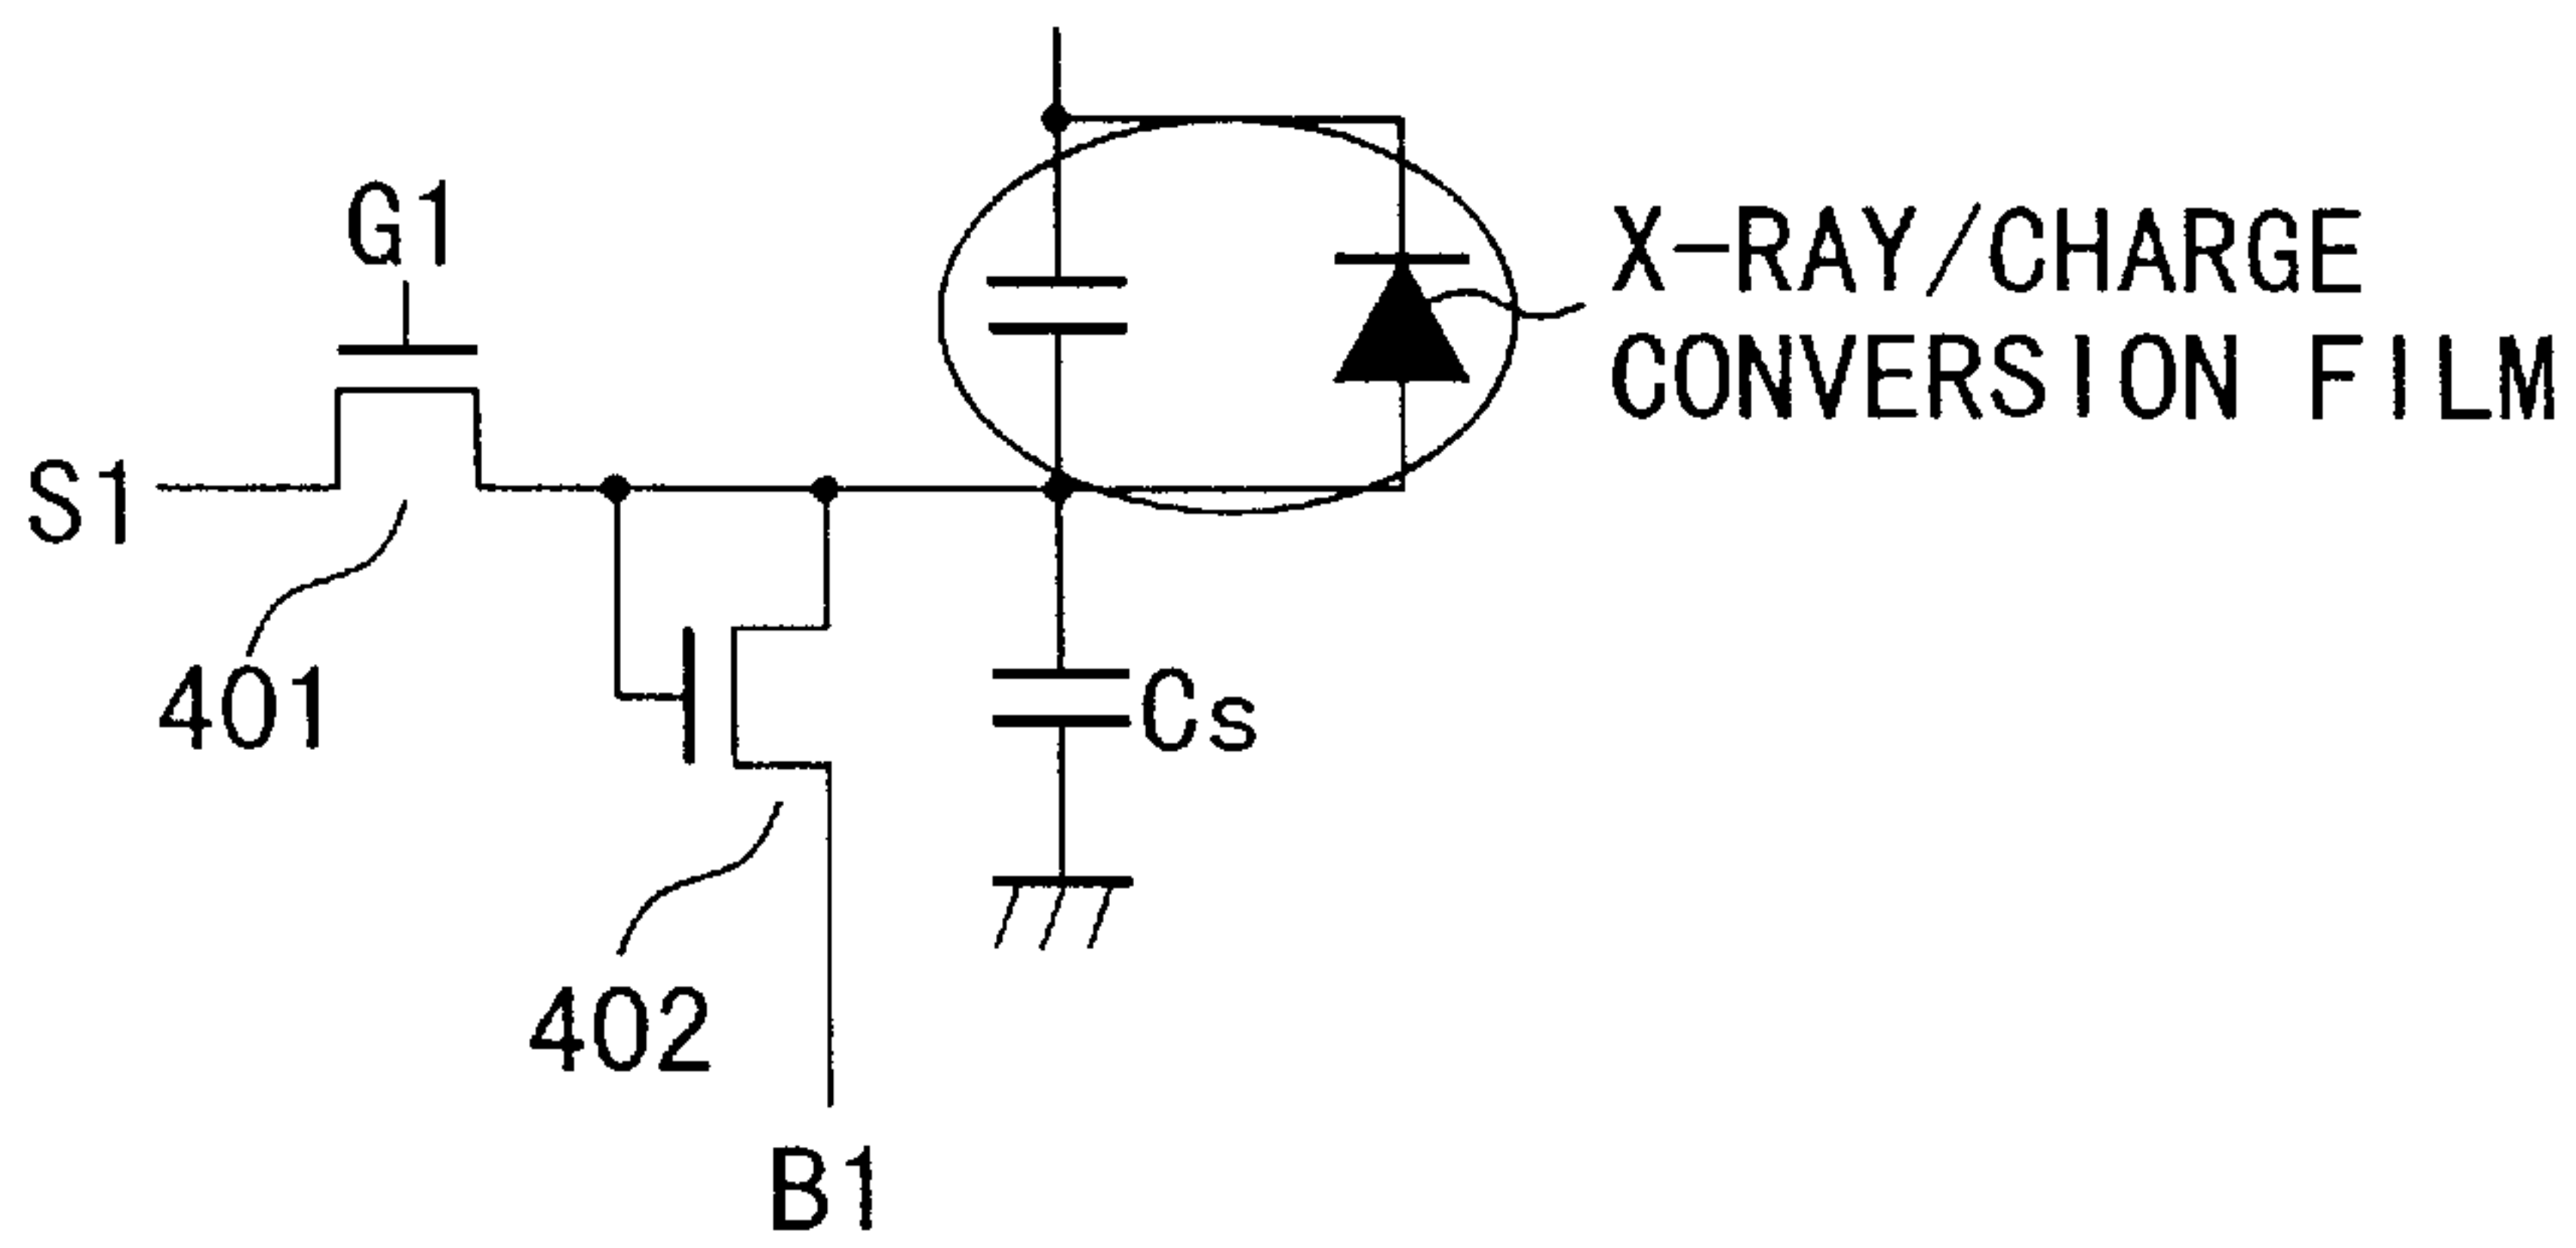 G1
X-RAY/CHARGE
CONVERSION FILM
S1
401
Cs
402
B1